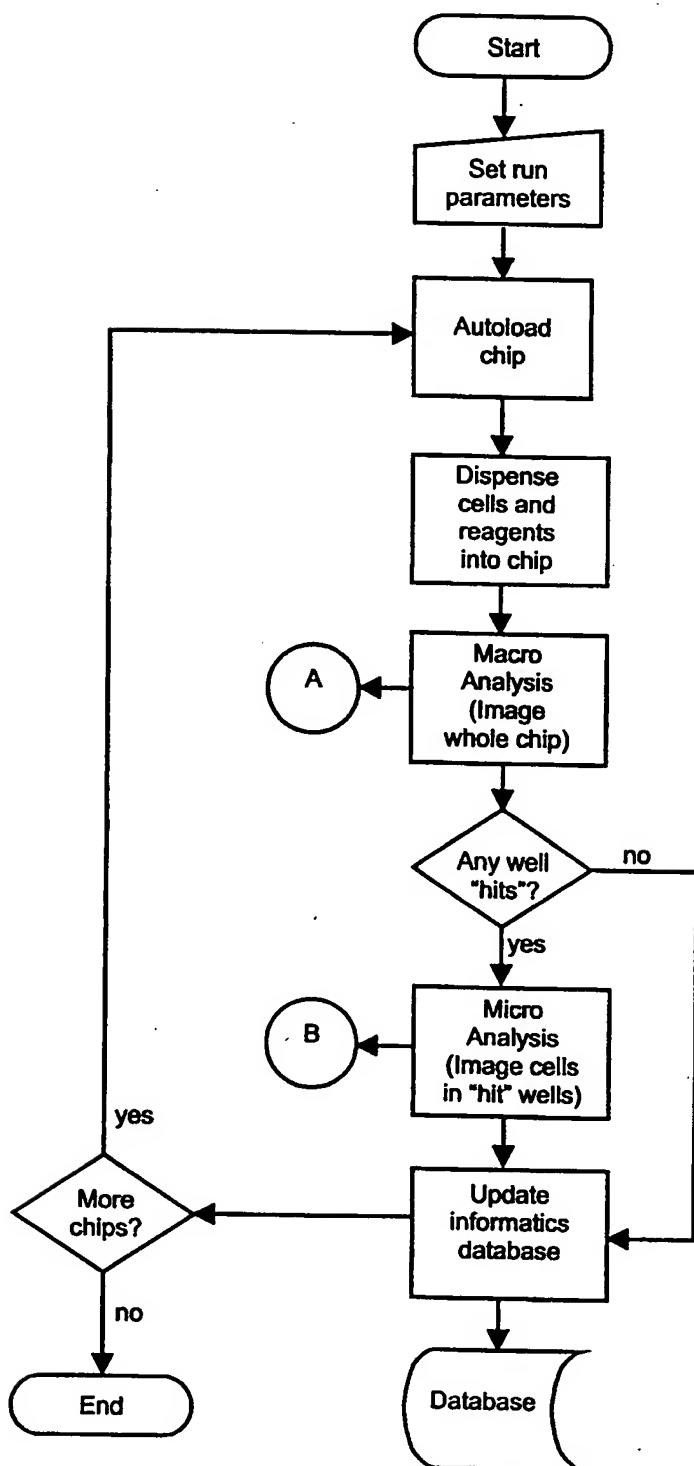 Start
Set run
parameters
Autoload
chip
Dispense
cells and
reagents
into chip
Macro
Analysis
(Image
whole chip)
A
Any well
"hits"?
no
yes
Micro
Analysis
(Image cells
in "hit" wells)
B
Update
informatics
database
yes
More
chips?
no
End
Database